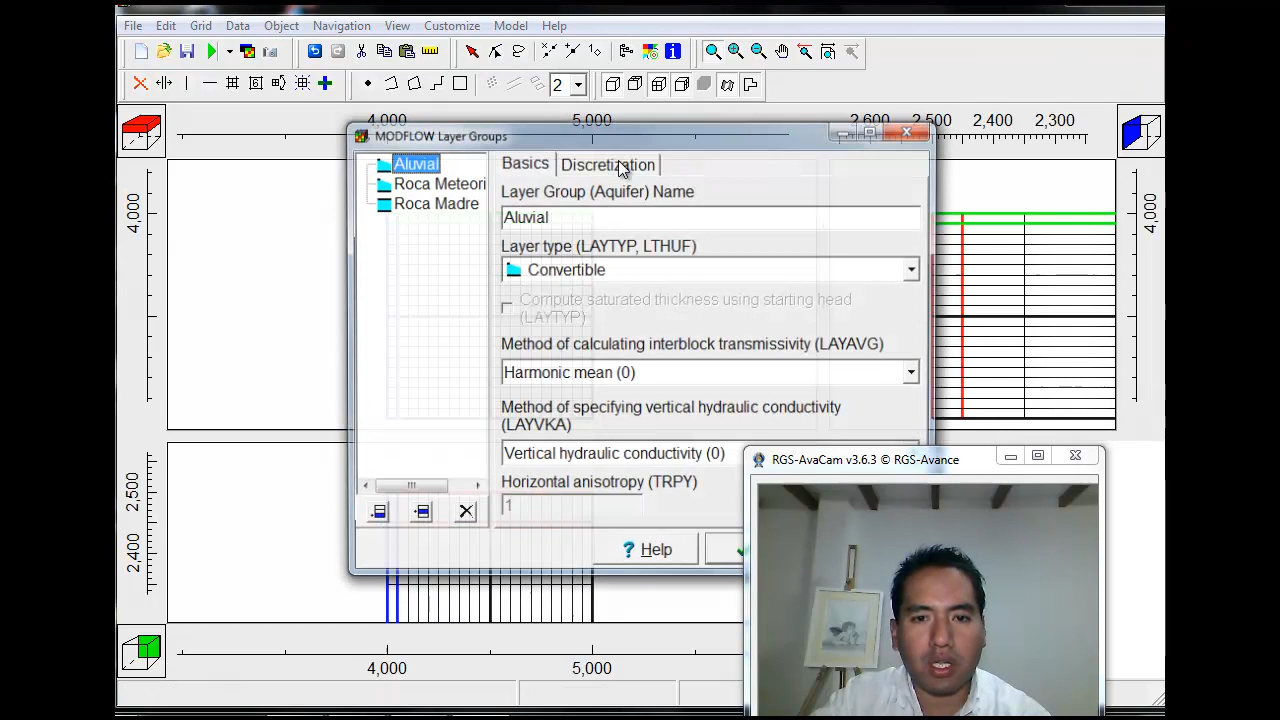 File Edit Grid Data Object Navigation View Customize Model Help
2
4,000 5,000 2,600 2,500 2,400 2,300
MODFLOW Layer Groups
Aluvial
Roca Meteori
Roca Madre
Basics Discretization
Layer Group (Aquifer) Name
Aluvial
Layer type (LAYTYP, LTHUF)
Convertible
Compute saturated thickness using starting head
(LAYTYP)
Method of calculating interblock transmissivity (LAYAVG)
Harmonic mean (0)
Method of specifying vertical hydraulic conductivity
(LAYVKA)
Vertical hydraulic conductivity (0)
Horizontal anisotropy (TRPY)
1
? Help
4,000
4,000
2,500
2,400
4,000 5,000
RGS-AvaCam v3.6.3 © RGS-Avance